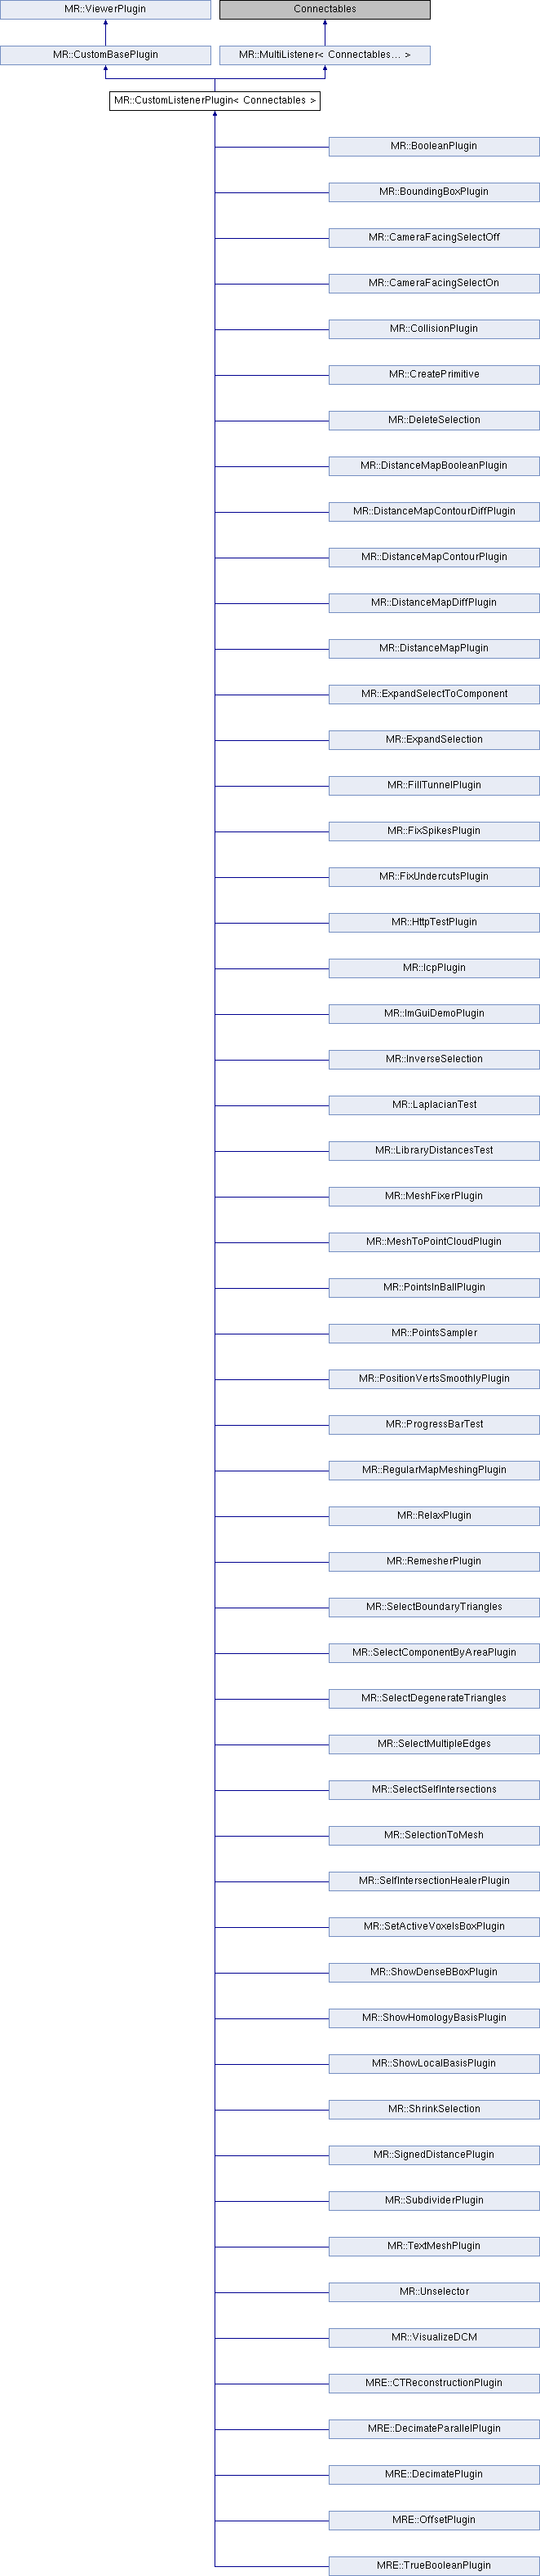 MR::ViewerPlugin
Connectables
MR::CustomBasePlugin
MR::MultiListener< Connectables... >
MR::CustomListenerPlugin< Connectables >
MR::BooleanPlugin
MR::BoundingBoxPlugin
MR::CameraFacingSelectOff
MR::CameraFacingSelectOn
MR::CollisionPlugin
MR::CreatePrimitive
MR::DeleteSelection
MR::DistanceMapBooleanPlugin
MR::DistanceMapContourDiffPlugin
MR::DistanceMapContourPlugin
MR::DistanceMapDiffPlugin
MR::DistanceMapPlugin
MR::ExpandSelectToComponent
MR::ExpandSelection
MR::FillTunnelPlugin
MR::FixSpikesPlugin
MR::FixUndercutsPlugin
MR::HttpTestPlugin
MR::IcpPlugin
MR::ImGuiDemoPlugin
MR::InverseSelection
MR::LaplacianTest
MR::LibraryDistancesTest
MR::MeshFixerPlugin
MR::MeshToPointCloudPlugin
MR::PointsInBallPlugin
MR::PointsSampler
MR::PositionVertsSmoothlyPlugin
MR::ProgressBarTest
MR::RegularMapMeshingPlugin
MR::RelaxPlugin
MR::RemesherPlugin
MR::SelectBoundaryTriangles
MR::SelectComponentByAreaPlugin
MR::SelectDegenerateTriangles
MR::SelectMultipleEdges
MR::SelectSelfIntersections
MR::SelectionToMesh
MR::SelfIntersectionHealerPlugin
MR::SetActiveVoxelsBoxPlugin
MR::ShowDenseBBoxPlugin
MR::ShowHomologyBasisPlugin
MR::ShowLocalBasisPlugin
MR::ShrinkSelection
MR::SignedDistancePlugin
MR::SubdividerPlugin
MR::TextMeshPlugin
MR::Unselector
MR::VisualizeDCM
MRE::CTReconstructionPlugin
MRE::DecimateParallelPlugin
MRE::DecimatePlugin
MRE::OffsetPlugin
MRE::TrueBooleanPlugin